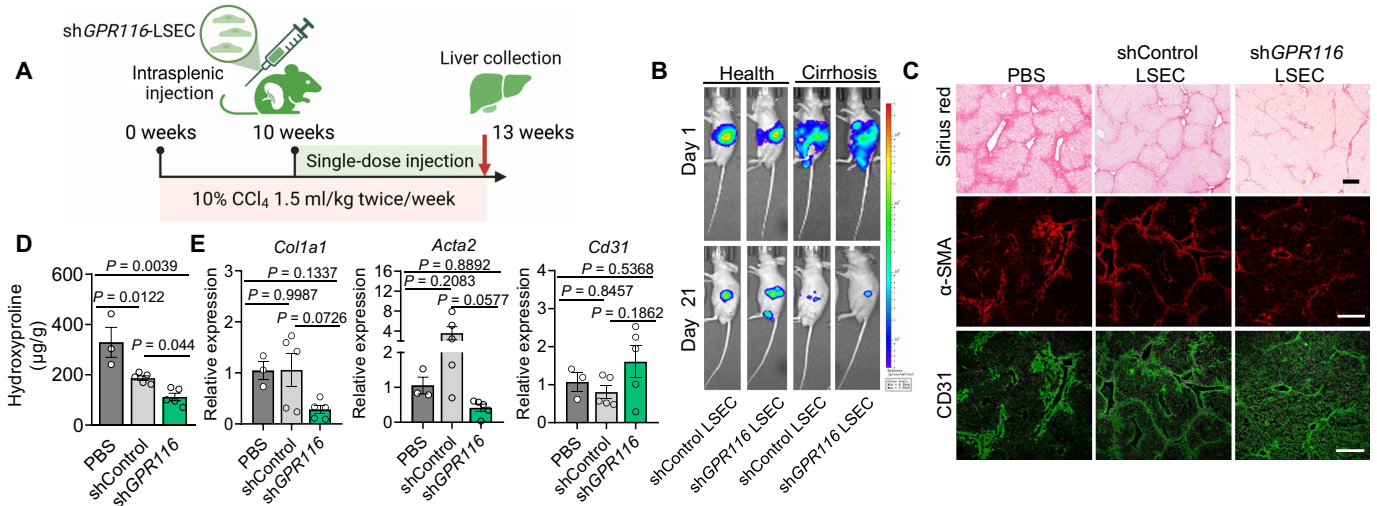 A
shGPR116-LSEC
Intrasplenic
injection
Liver collection
0 weeks
10 weeks
13 weeks
Single-dose injection
10% CCl₄ 1.5 ml/kg twice/week
B
Health
Cirrhosis
Day 1
Day 21
shControl LSEC
shGPR116 LSEC
shControl LSEC
shGPR116 LSEC
C
PBS
shControl
LSEC
shGPR116
LSEC
Sirius red
α-SMA
CD31
D
Hydroxyproline
(µg/g)
600
400
200
0
P = 0.0039
P = 0.0122
P = 0.044
PBS
shControl
shGPR116
E
Col1a1
Relative expression
3
2
1
0
P = 0.1337
P = 0.9987
P = 0.0726
PBS
shControl
shGPR116
Acta2
Relative expression
16
12
8
4
2
1
0
P = 0.8892
P = 0.2083
P = 0.0577
PBS
shControl
shGPR116
Cd31
Relative expression
4
3
2
1
0
P = 0.5368
P = 0.8457
P = 0.1862
PBS
shControl
shGPR116